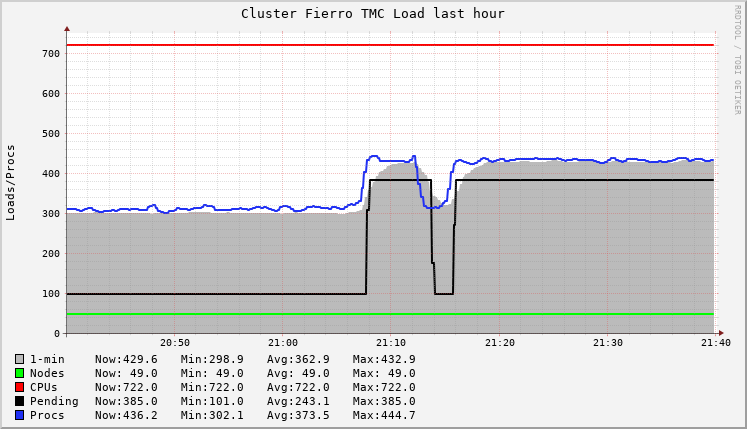 Cluster Fierro TMC Load last hour
RRDTOOL / TOBI OETIKER
Loads/Procs
700
600
500
400
300
200
100
0
20:50 21:00 21:10 21:20 21:30 21:40
1-min Now:429.6 Min:298.9 Avg:362.9 Max:432.9
Nodes Now: 49.0 Min: 49.0 Avg: 49.0 Max: 49.0
CPUs Now:722.0 Min:722.0 Avg:722.0 Max:722.0
Pending Now:385.0 Min:101.0 Avg:243.1 Max:385.0
Procs Now:436.2 Min:302.1 Avg:373.5 Max:444.7